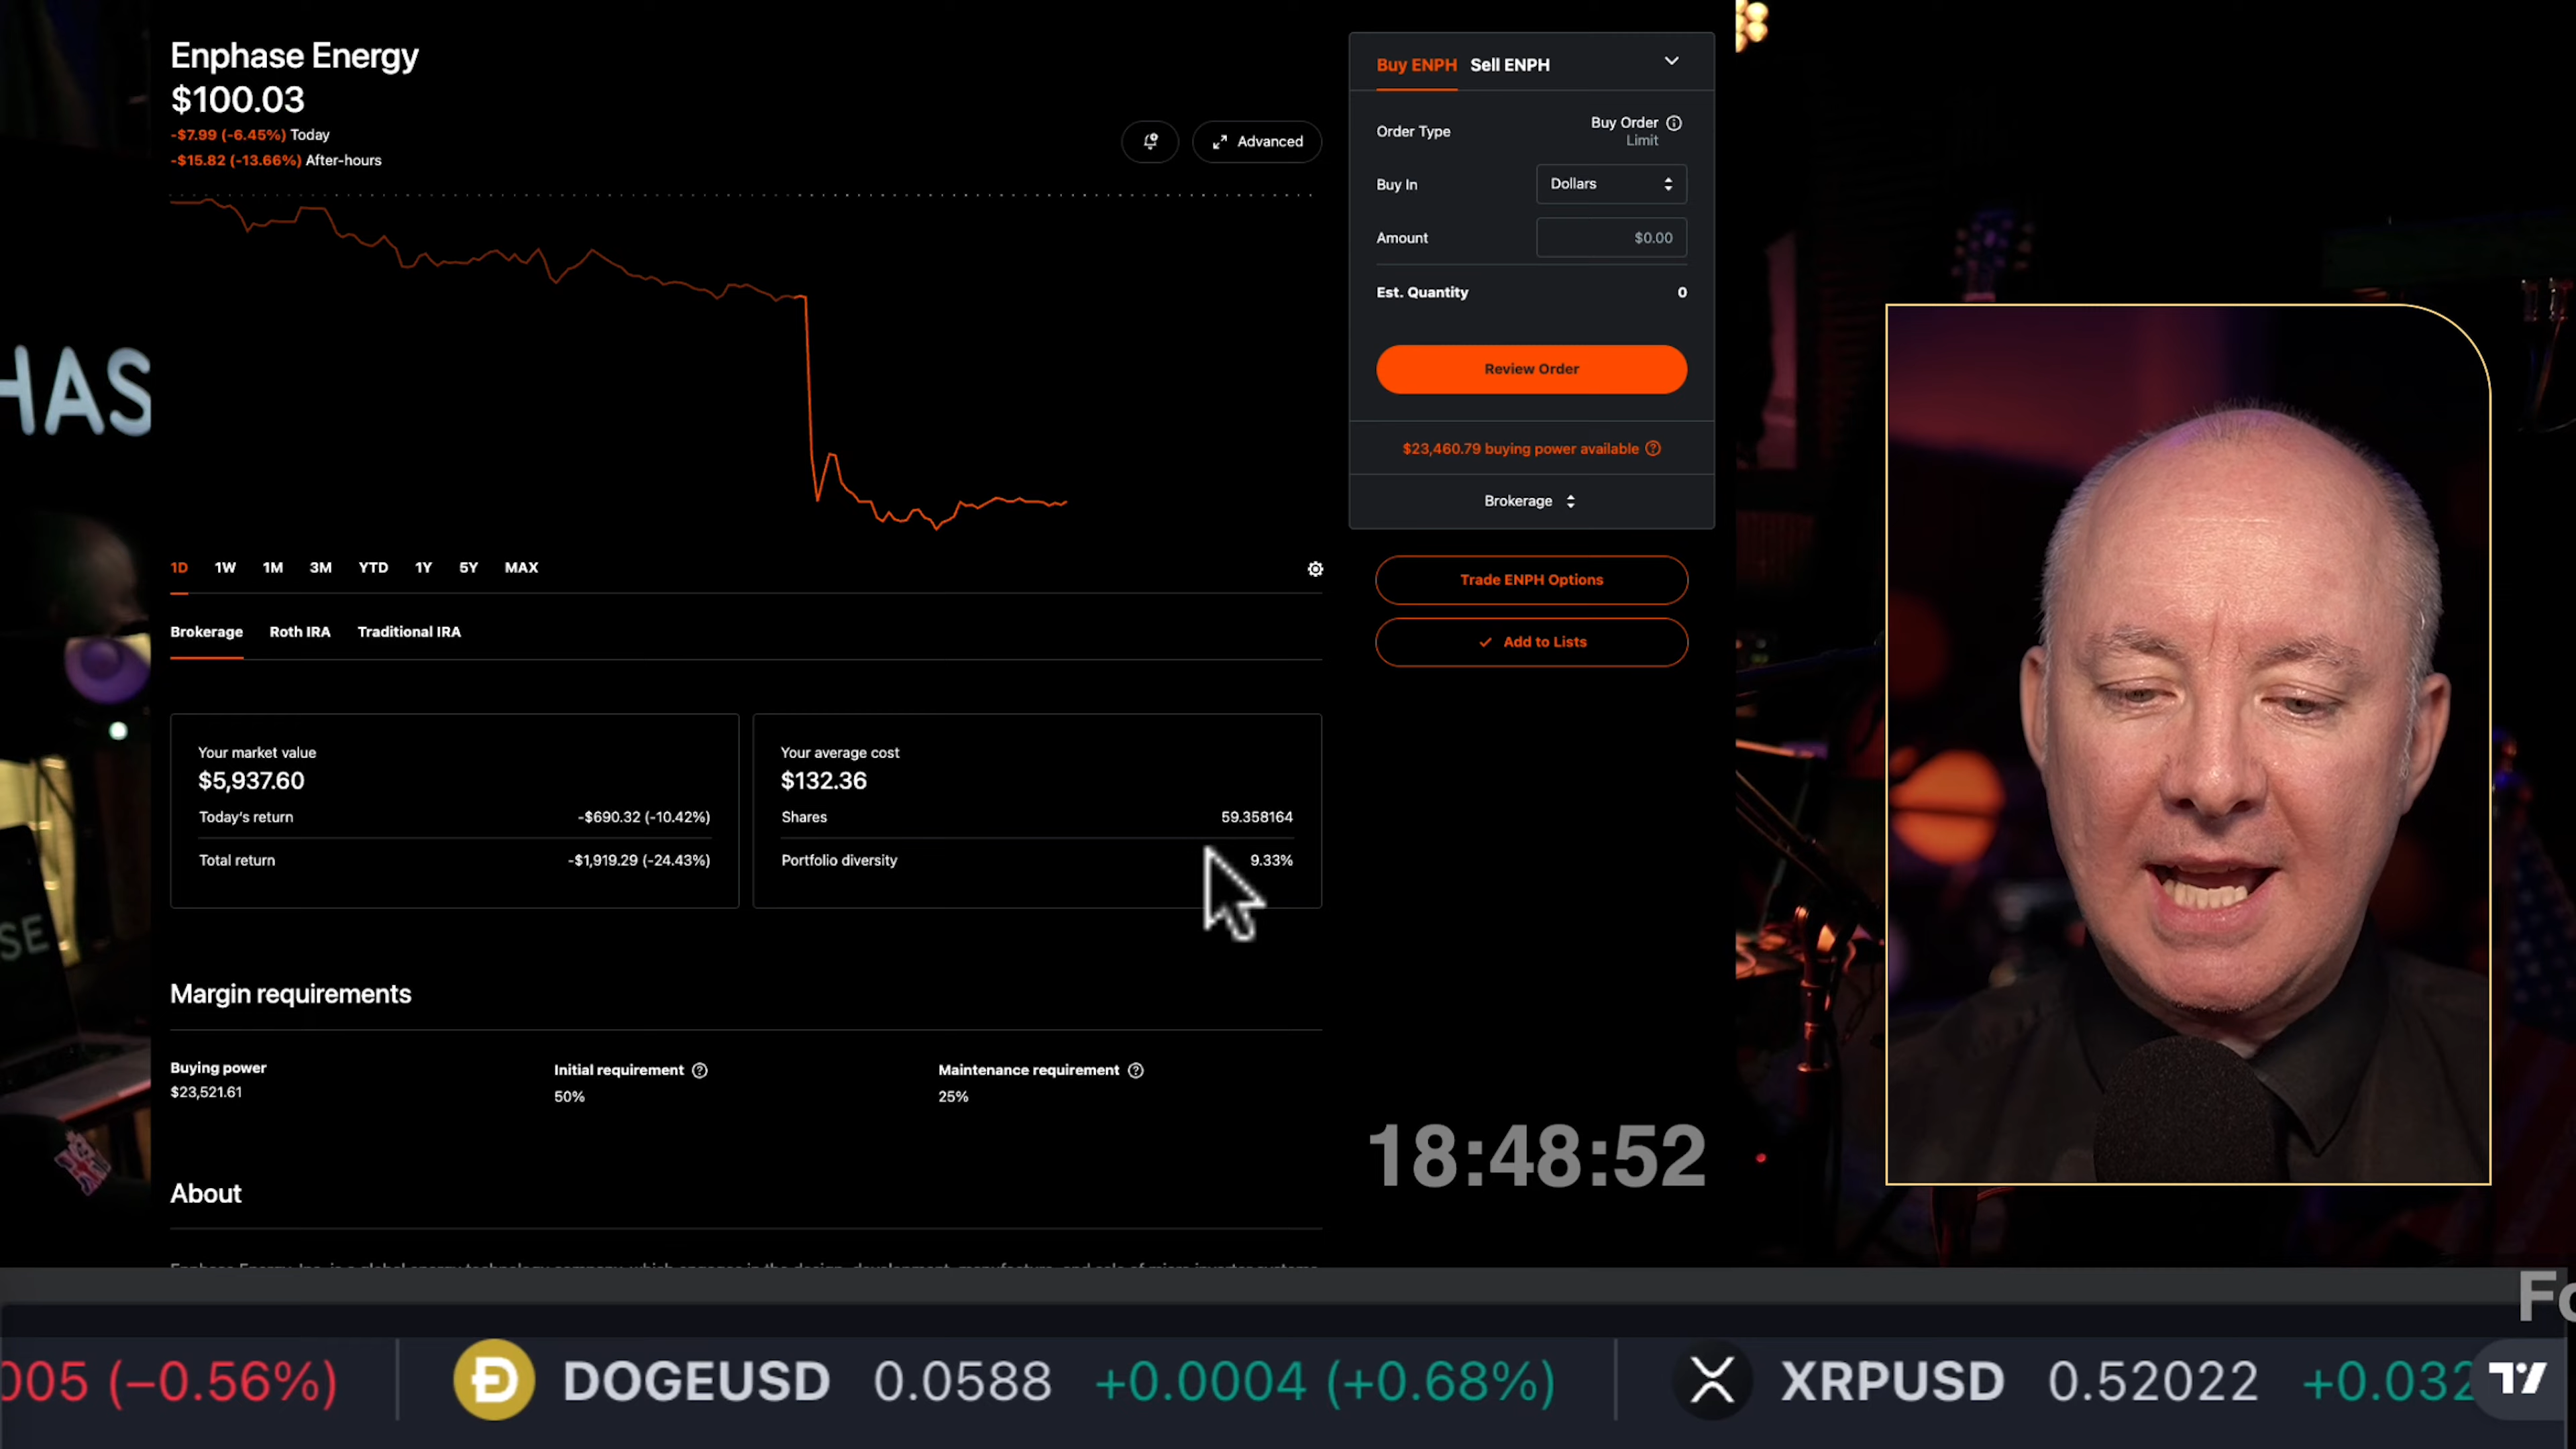 Enphase Energy
$100.03
-$7.99 (-6.45%) Today
-$15.82 (-13.66%) After-hours
Advanced
1D 1W 1M 3M YTD 1Y 5Y MAX
Brokerage Roth IRA Traditional IRA
Your market value
$5,937.60
Today's return -$690.32 (-10.42%)
Total return -$1,919.29 (-24.43%)
Your average cost
$132.36
Shares 59.358164
Portfolio diversity 9.33%
Margin requirements
Buying power
$23,521.61
Initial requirement
50%
Maintenance requirement
25%
About
Buy ENPH Sell ENPH
Order Type Buy Order
Limit
Buy In Dollars
Amount $0.00
Est. Quantity 0
Review Order
$23,460.79 buying power available
Brokerage
Trade ENPH Options
Add to Lists
18:48:52
HAS
SE
Fo
005 (−0.56%) DOGEUSD 0.0588 +0.0004 (+0.68%) XRPUSD 0.52022 +0.032